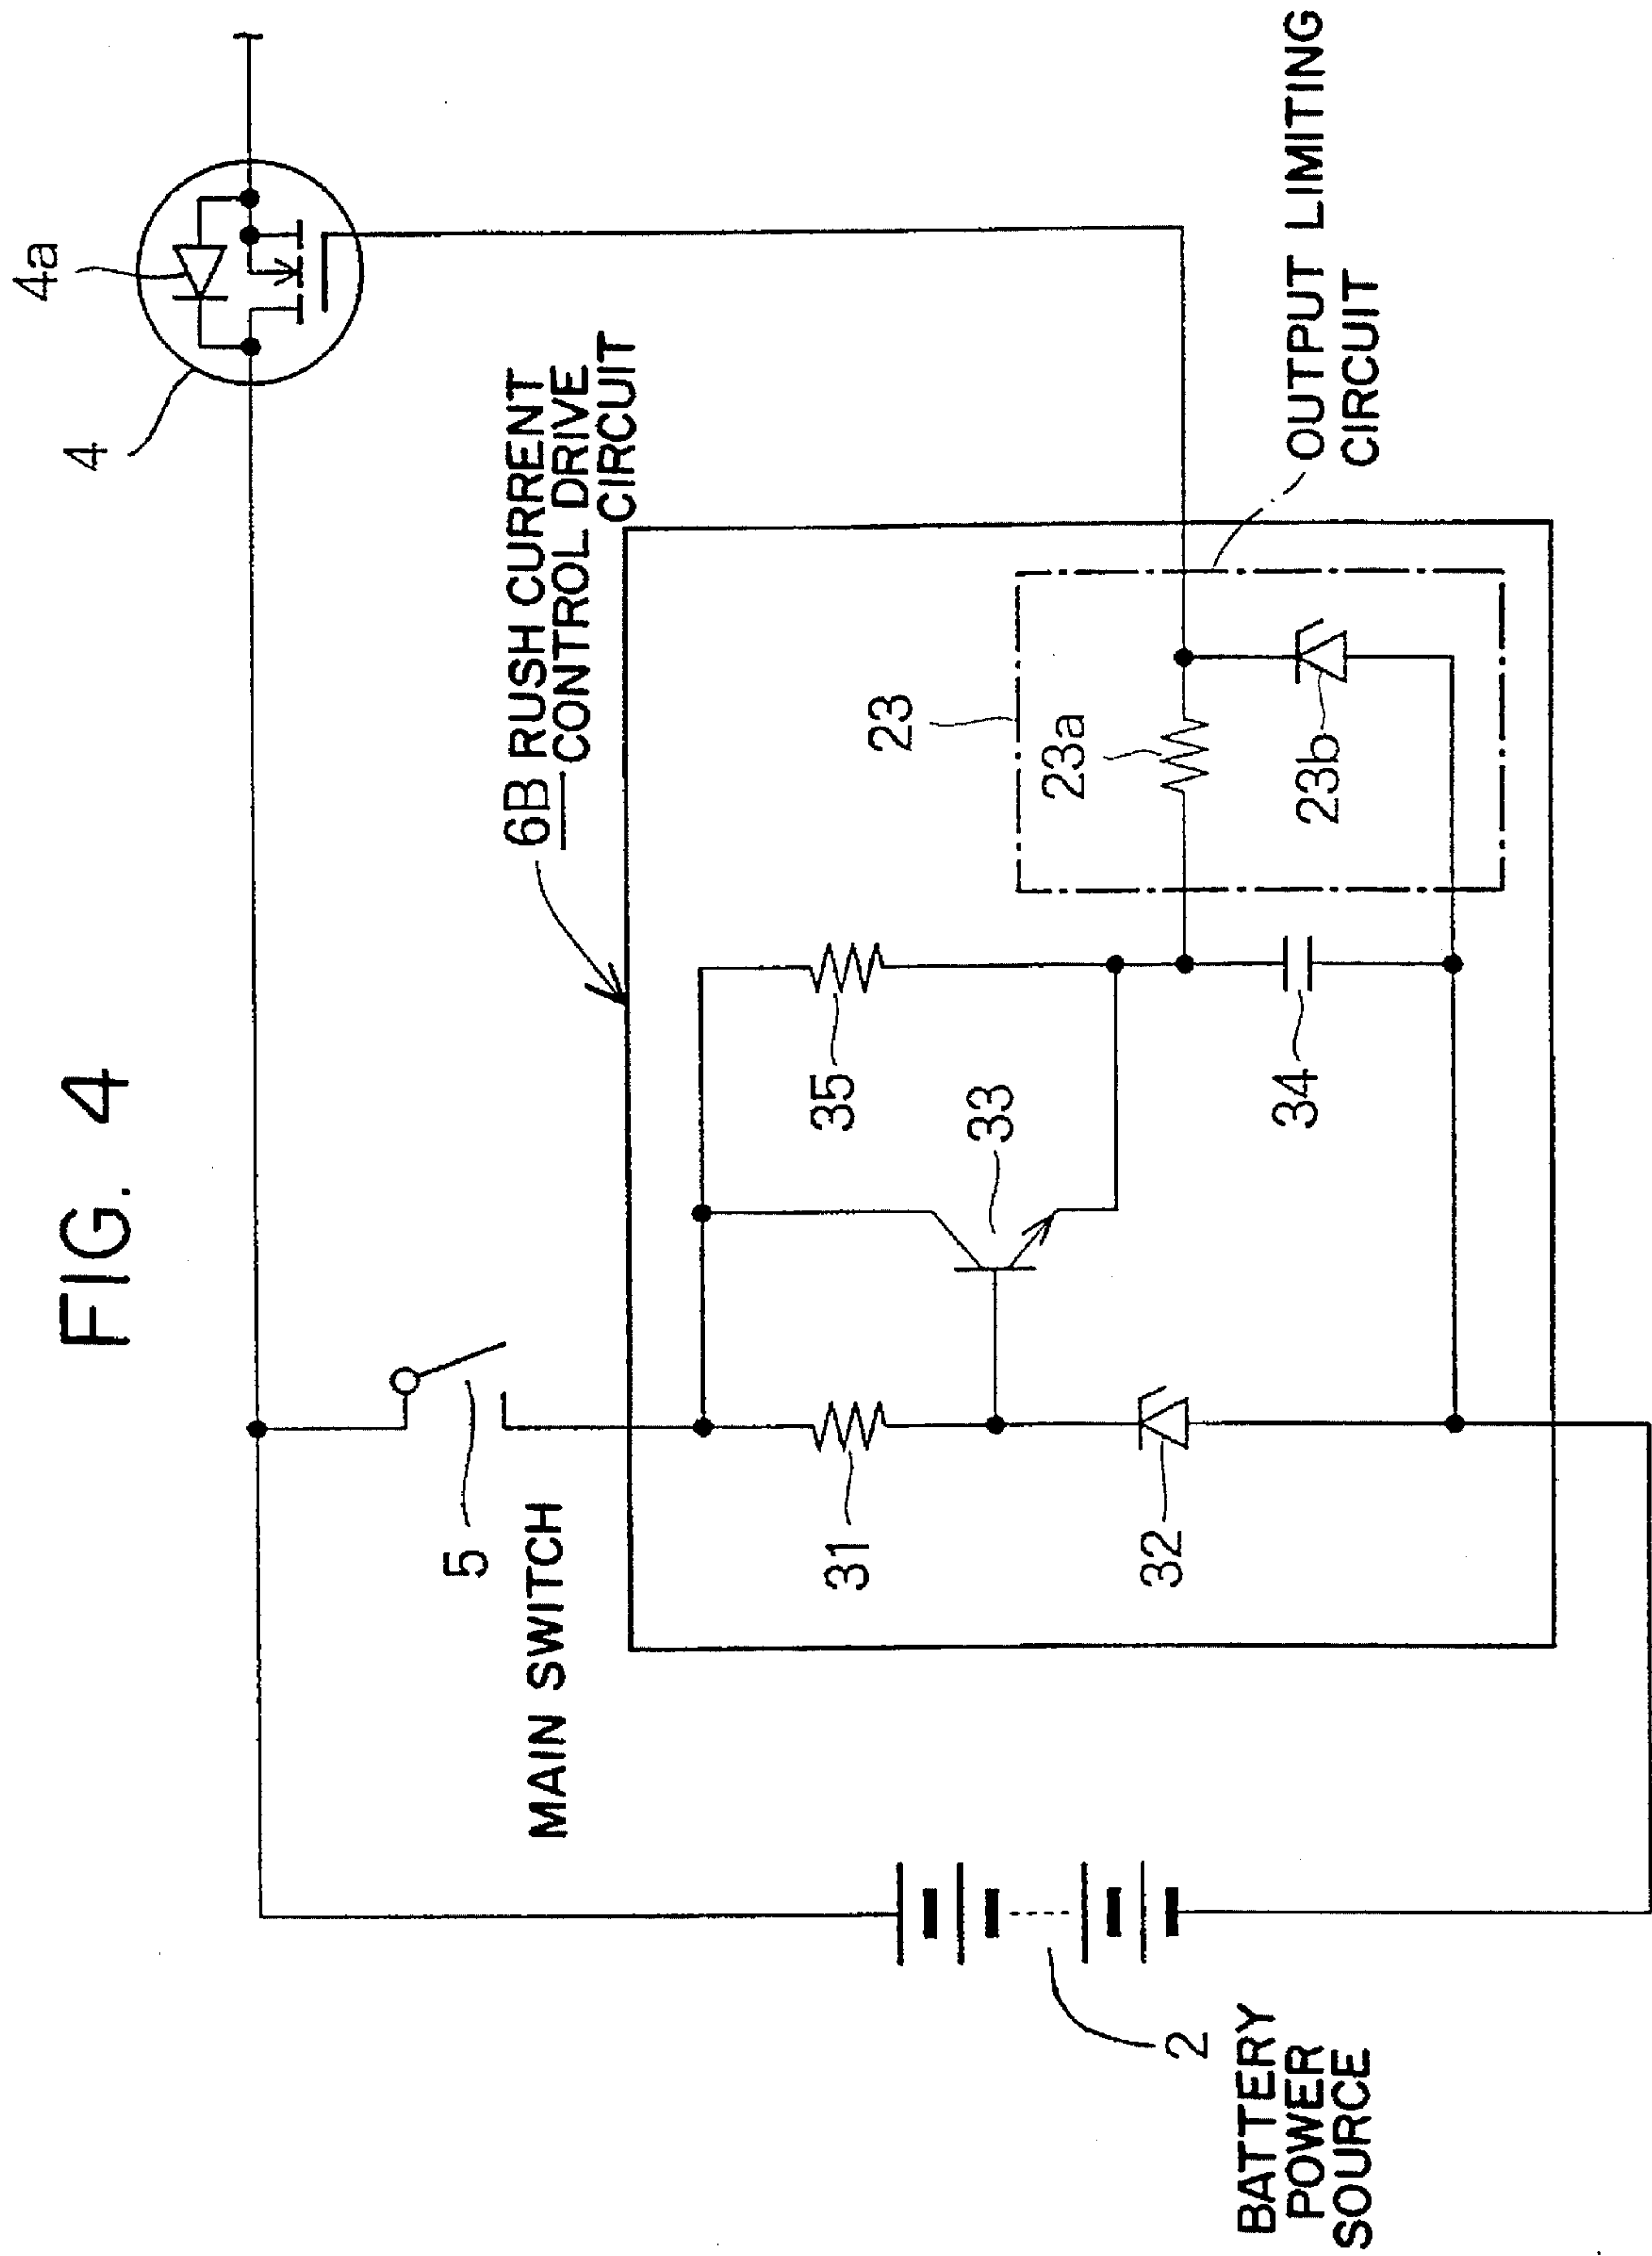 FIG. 4
4a
4
6B RUSH CURRENT
CONTROL DRIVE
CIRCUIT
5
MAIN SWITCH
35
33
31
32
34
23
23a
23b
OUTPUT LIMITING
CIRCUIT
2
BATTERY
POWER
SOURCE